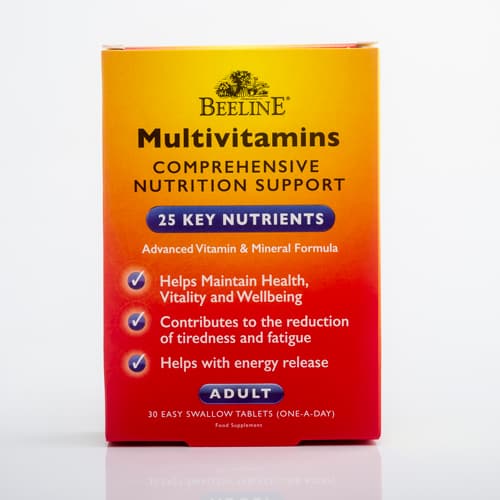 BEELINE®
Multivitamins
COMPREHENSIVE
NUTRITION SUPPORT
25 KEY NUTRIENTS
Advanced Vitamin & Mineral Formula
Helps Maintain Health,
Vitality and Wellbeing
Contributes to the reduction
of tiredness and fatigue
Helps with energy release
ADULT
30 EASY SWALLOW TABLETS (ONE-A-DAY)
Food Supplement